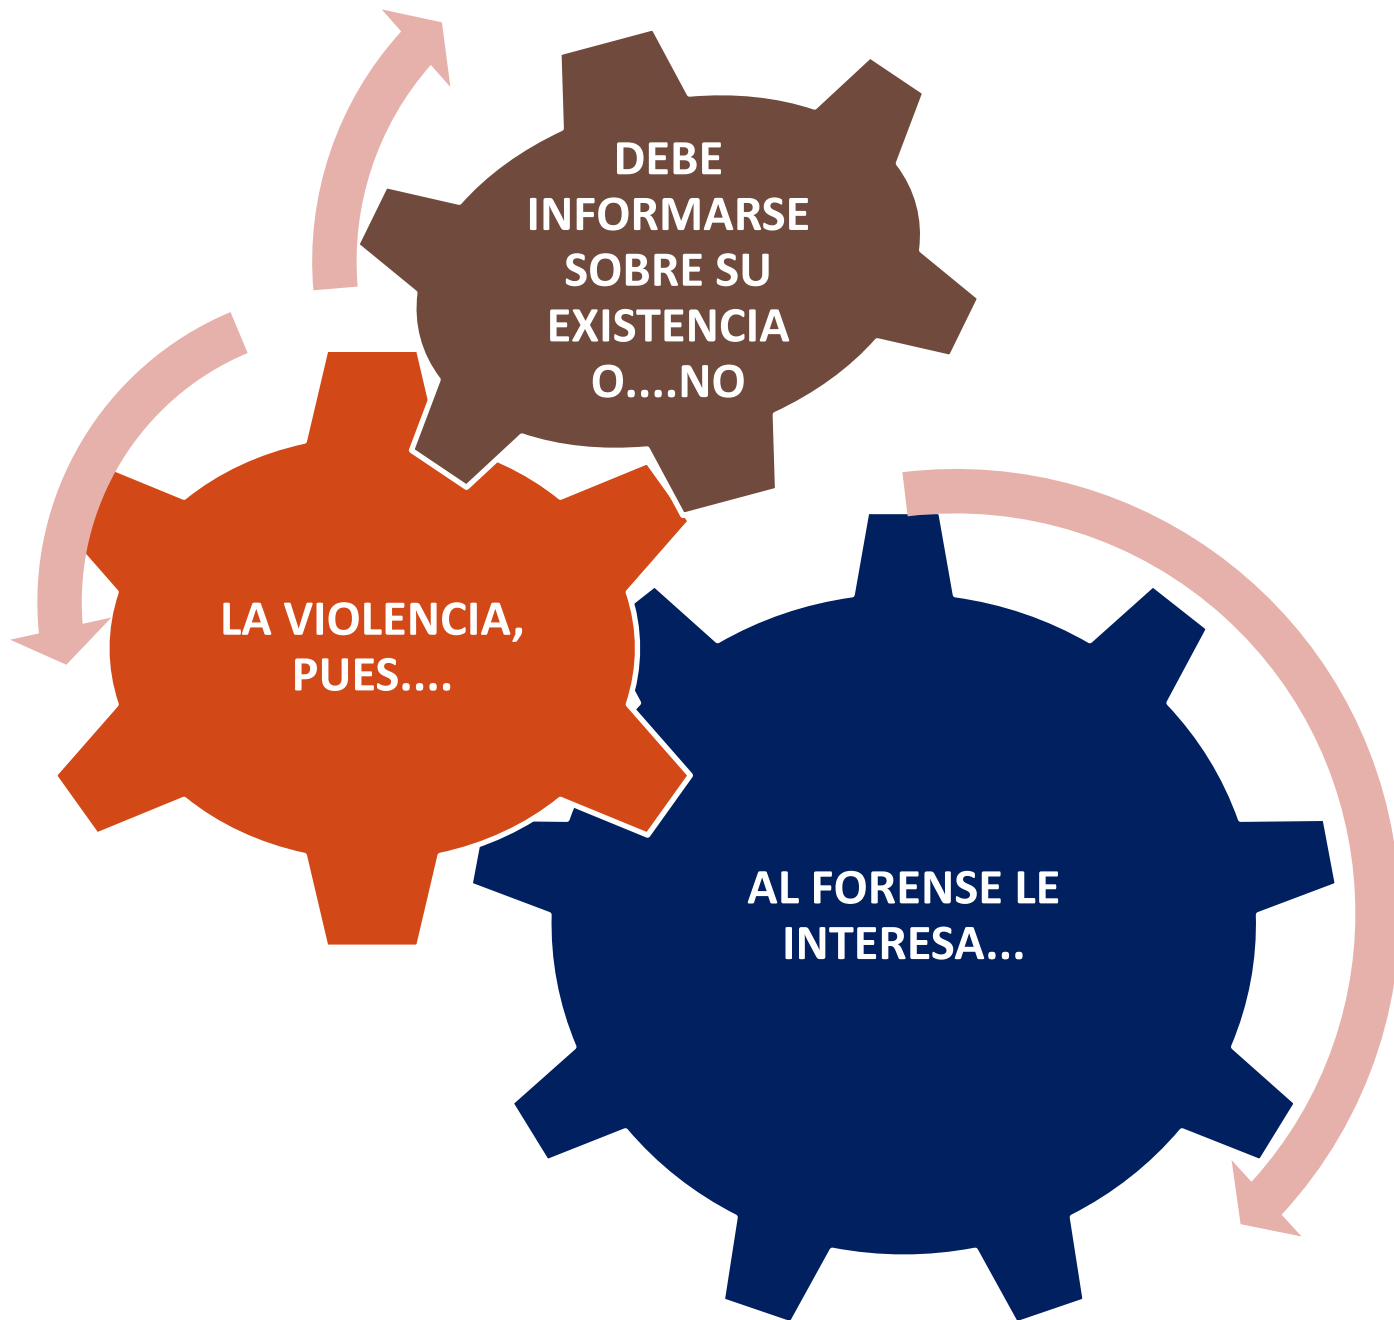 DEBE
INFORMARSE
SOBRE SU
EXISTENCIA
O....NO
LA VIOLENCIA,
PUES....
AL FORENSE LE
INTERESA...